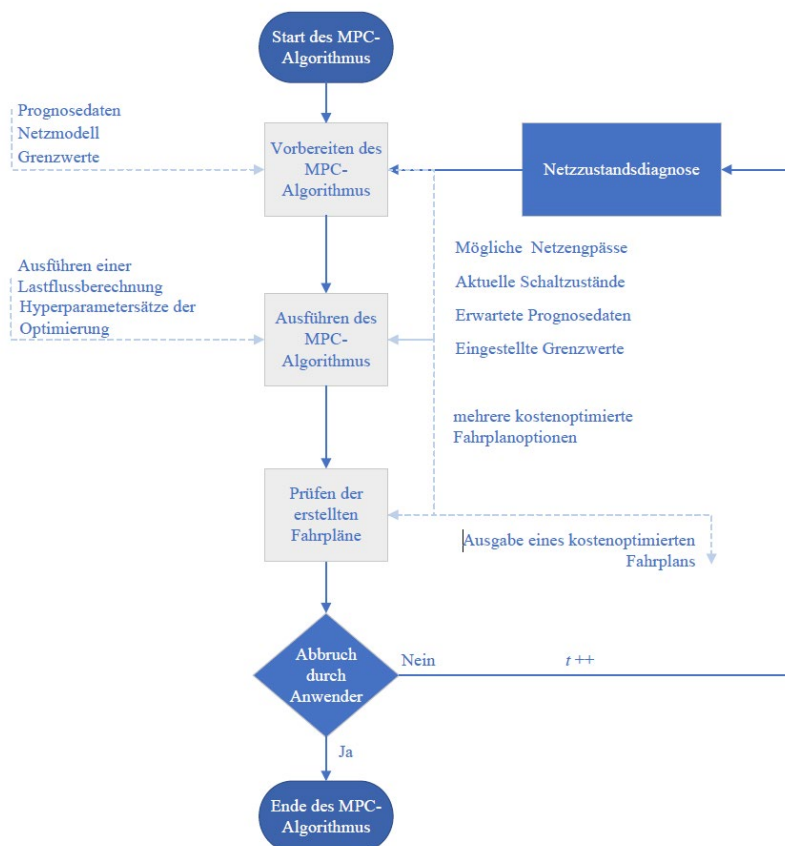 Start des MPC-
Algorithmus
Prognosedaten
Netzmodell
Grenzwerte
Vorbereiten des
MPC-
Algorithmus
Netzzustandsdiagnose
Mögliche Netzengpässe
Aktuelle Schaltzustände
Erwartete Prognosedaten
Eingestellte Grenzwerte
Ausführen einer
Lastflussberechnung
Hyperparametersätze der
Optimierung
Ausführen des
MPC-
Algorithmus
mehrere kostenoptimierte
Fahrplanoptionen
Prüfen der
erstellten
Fahrpläne
Ausgabe eines kostenoptimierten
Fahrplans
Abbruch
durch
Anwender
Nein
t ++
Ja
Ende des MPC-
Algorithmus